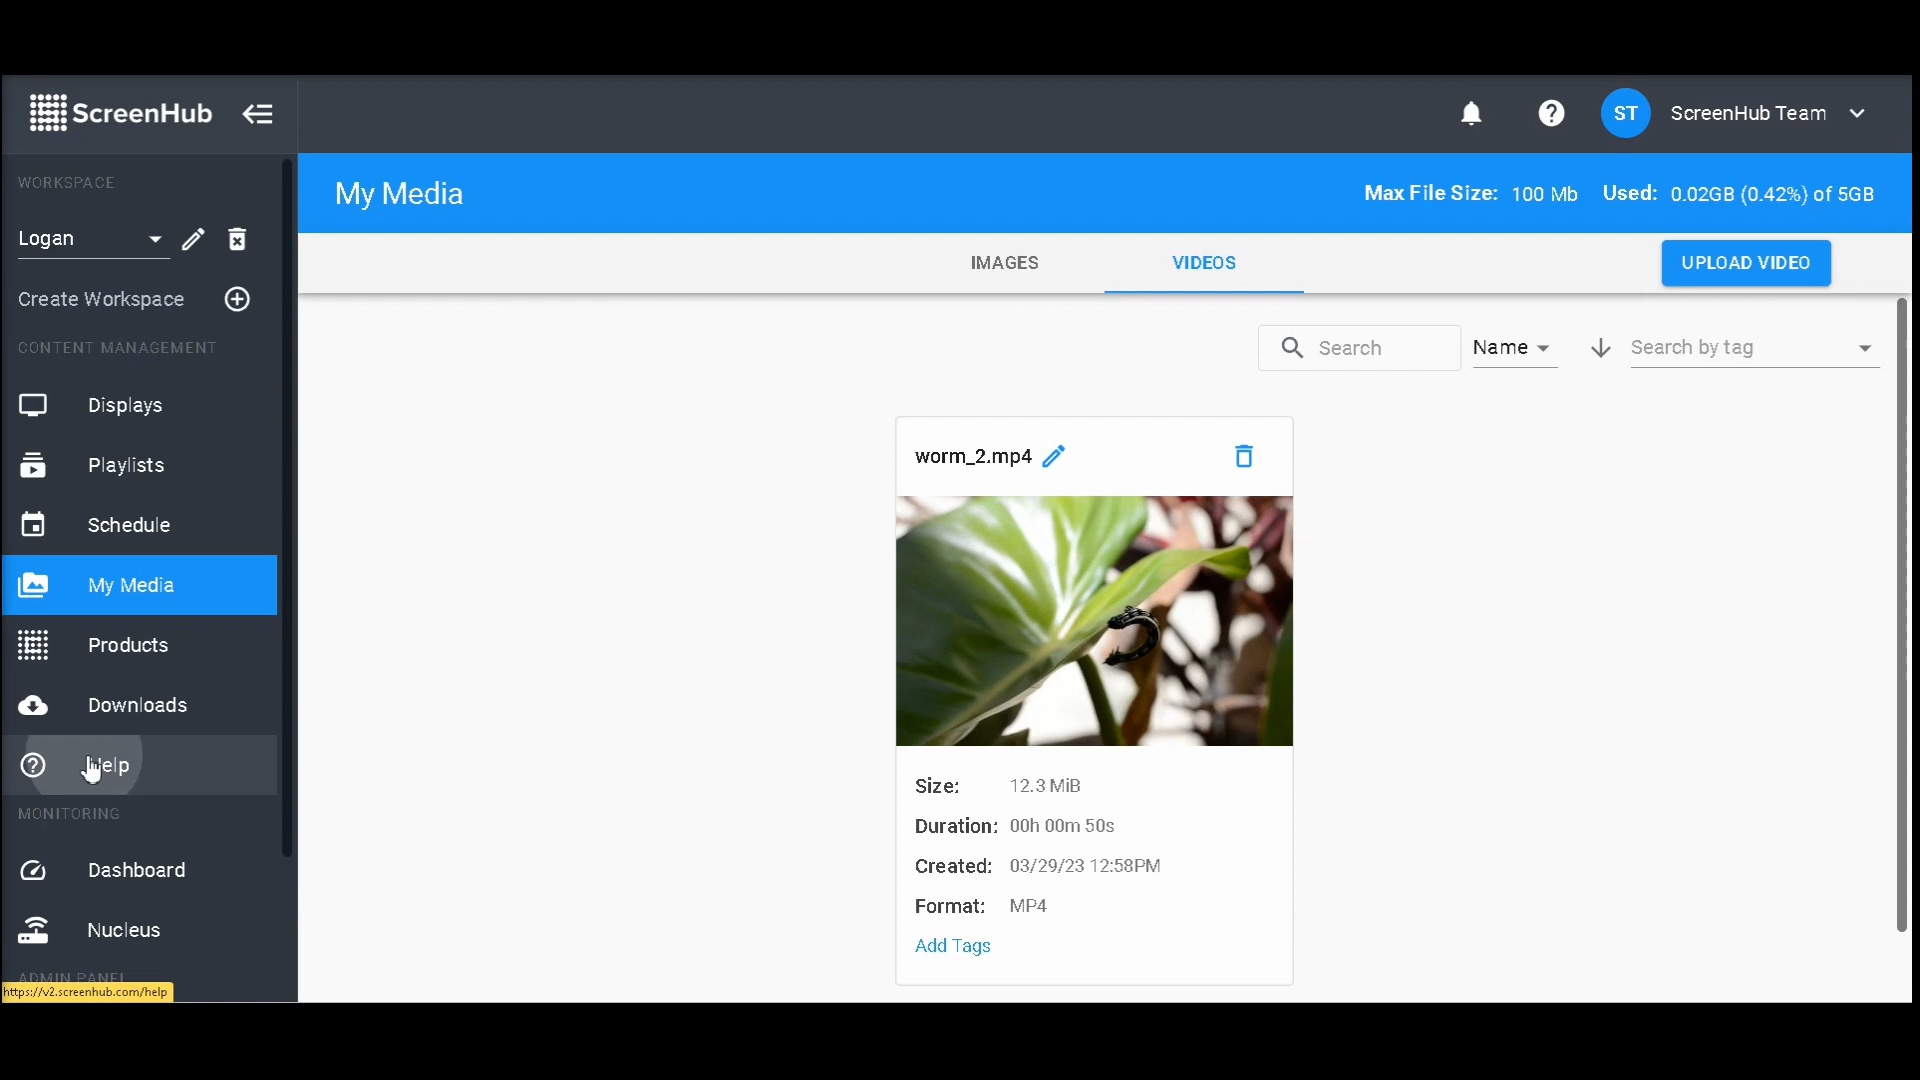 ScreenHub
ST ScreenHub Team
WORKSPACE
Logan
Create Workspace
CONTENT MANAGEMENT
Displays
Playlists
Schedule
My Media
Products
Downloads
Help
MONITORING
Dashboard
Nucleus
ADMIN PANEL
https://v2.screenhub.com/help
My Media
Max File Size: 100 Mb Used: 0.02GB (0.42%) of 5GB
IMAGES VIDEOS UPLOAD VIDEO
Search Name Search by tag
worm_2.mp4
Size: 12.3 MiB
Duration: 00h 00m 50s
Created: 03/29/23 12:58PM
Format: MP4
Add Tags